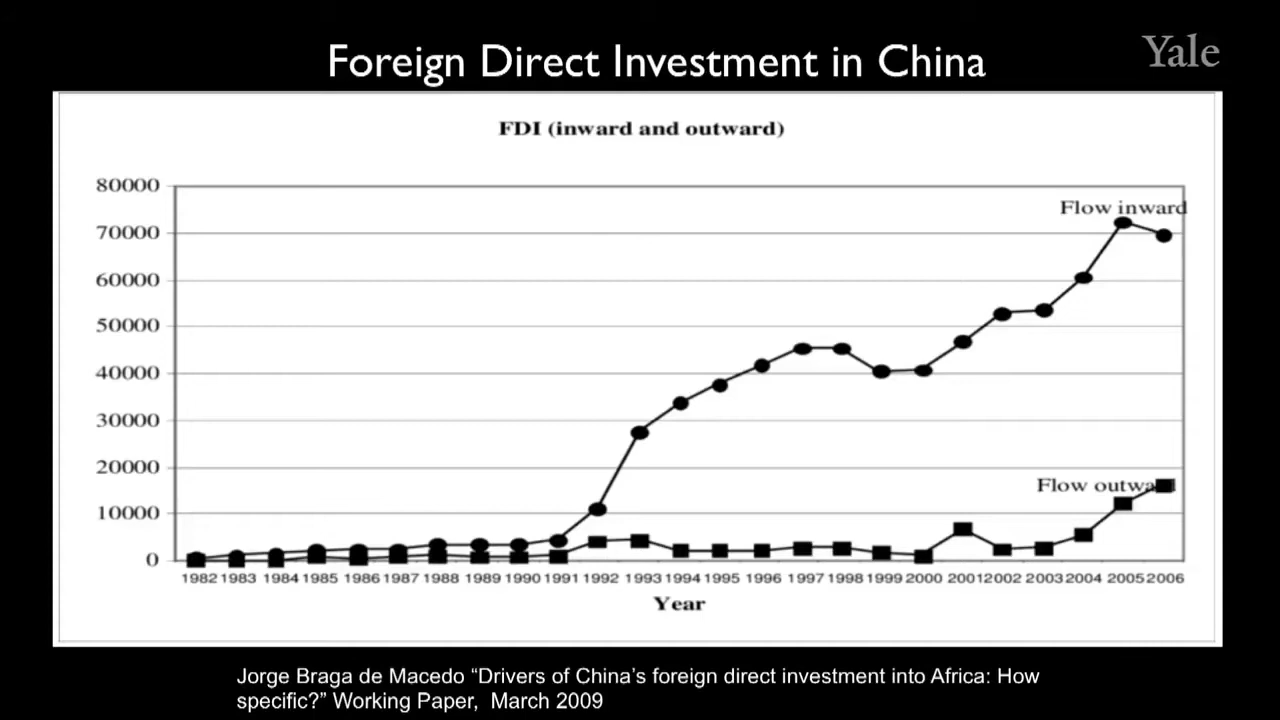 Foreign Direct Investment in China
Yale
FDI (inward and outward)
80000
70000
60000
50000
40000
30000
20000
10000
0
Flow inward
Flow outward
1982 1983 1984 1985 1986 1987 1988 1989 1990 1991 1992 1993 1994 1995 1996 1997 1998 1999 2000 2001 2002 2003 2004 2005 2006
Year
Jorge Braga de Macedo “Drivers of China’s foreign direct investment into Africa: How
specific?” Working Paper, March 2009